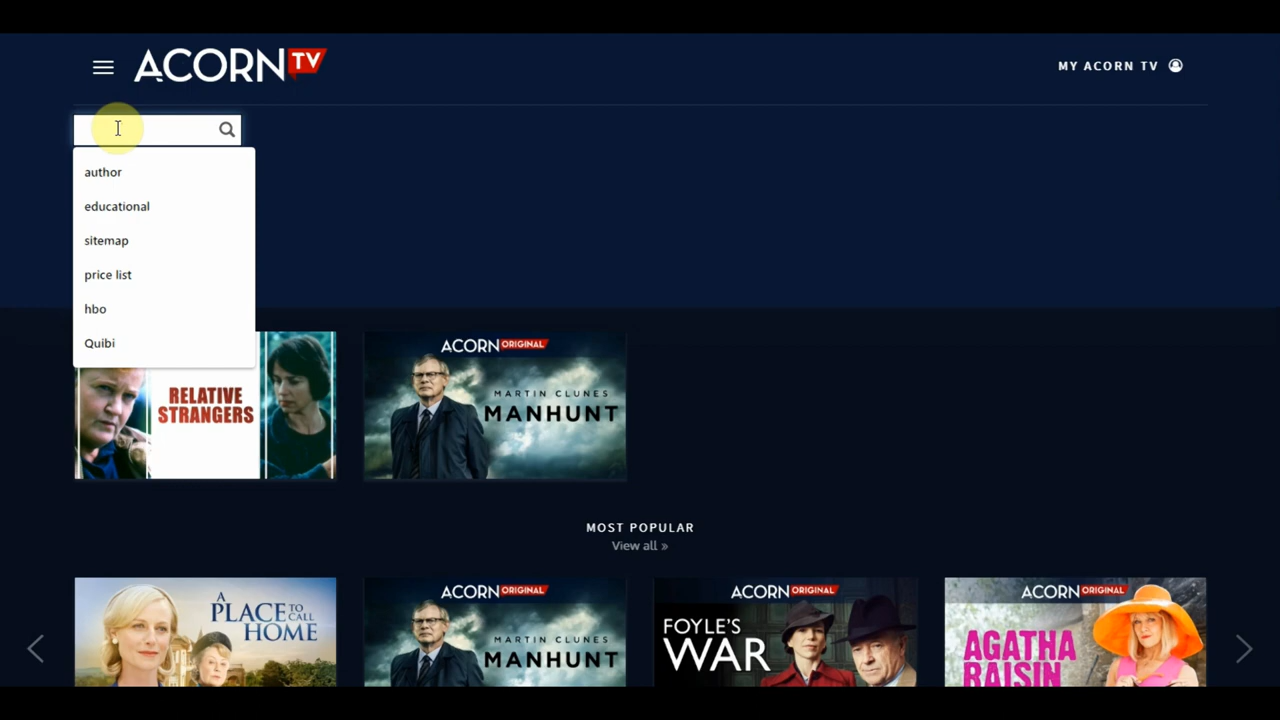 ACORN TV
MY ACORN TV
author
educational
sitemap
price list
hbo
Quibi
RELATIVE
STRANGERS
ACORN ORIGINAL
MARTIN CLUNES
MANHUNT
MOST POPULAR
View all »
A
PLACE TO
CALL
HOME
ACORN ORIGINAL
MARTIN CLUNES
MANHUNT
ACORN ORIGINAL
FOYLE'S
WAR
ACORN ORIGINAL
AGATHA
RAISIN